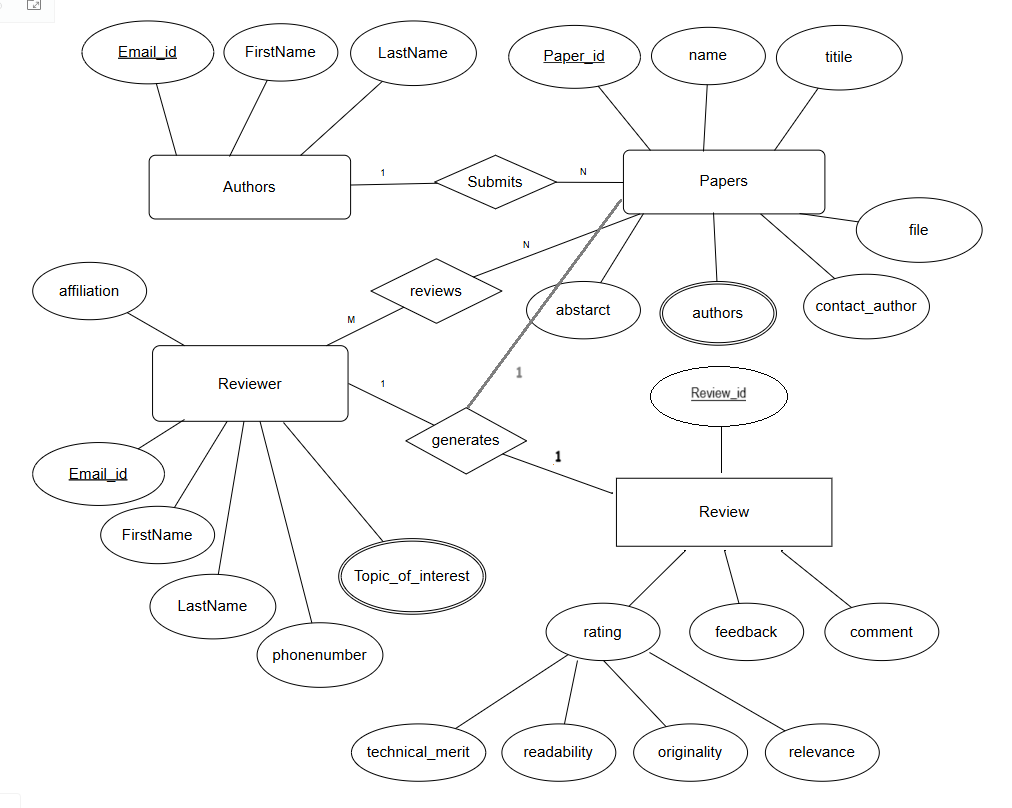 Email_id
FirstName
LastName
Paper_id
name
titile
Authors
1
Submits
N
Papers
file
N
affiliation
reviews
abstarct
authors
contact_author
M
Reviewer
1
1
Review_id
generates
1
Email_id
Review
FirstName
Topic_of_interest
LastName
rating
feedback
comment
phonenumber
technical_merit
readability
originality
relevance